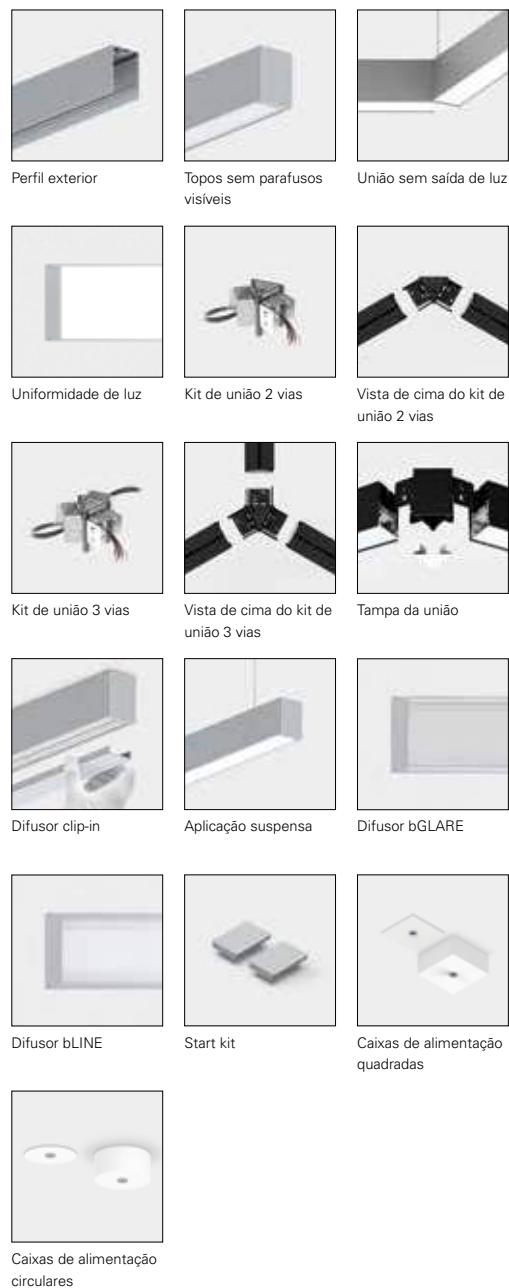 Perfil exterior
Topos sem parafusos
visíveis
União sem saída de luz
Uniformidade de luz
Kit de união 2 vias
Vista de cima do kit de
união 2 vias
Kit de união 3 vias
Vista de cima do kit de
união 3 vias
Tampa da união
Difusor clip-in
Aplicação suspensa
Difusor bGLARE
Difusor bLINE
Start kit
Caixas de alimentação
quadradas
Caixas de alimentação
circulares